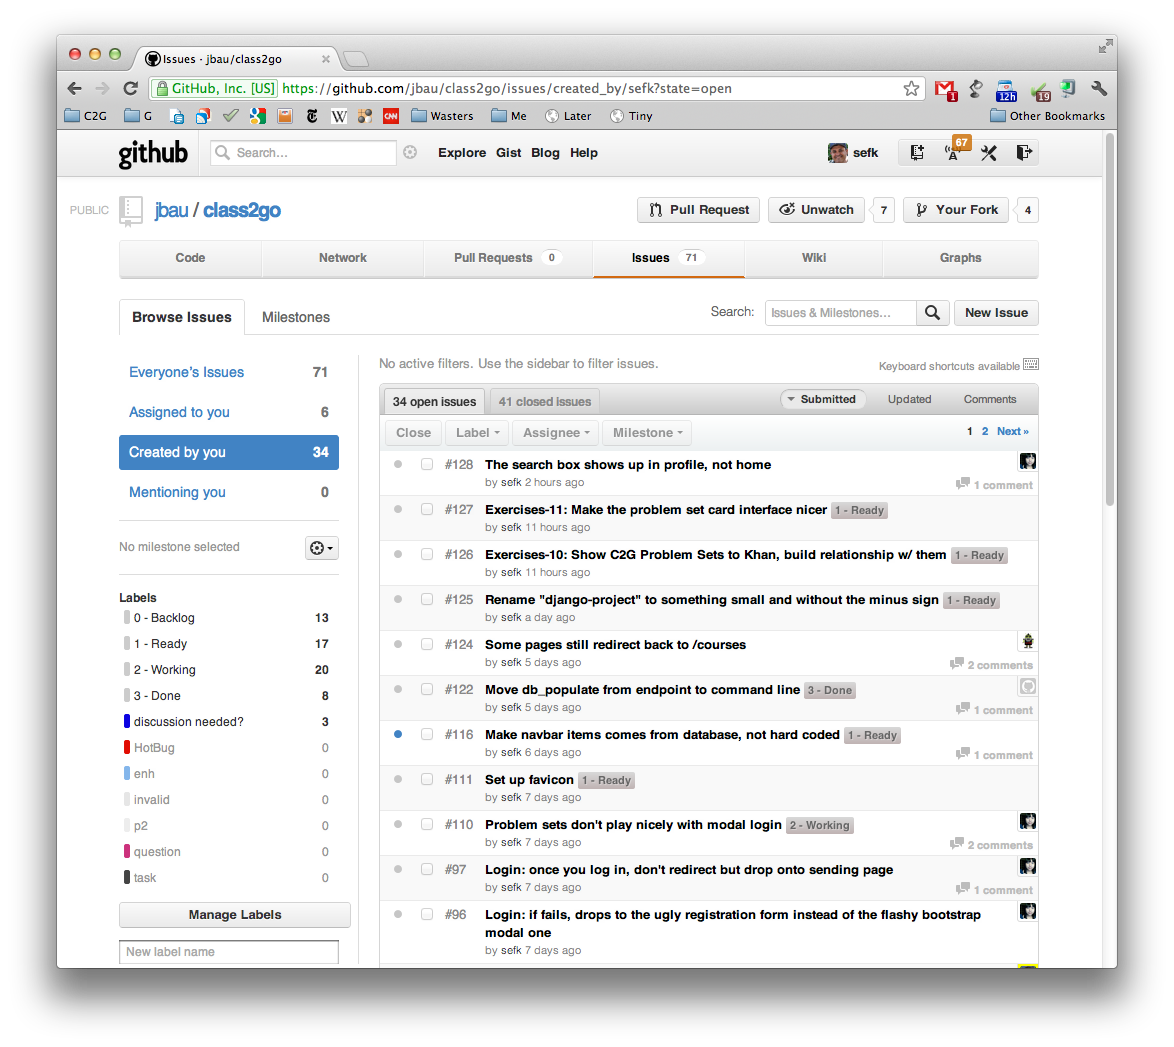 Issues · jbau/class2go
GitHub, Inc. [US] https://github.com/jbau/class2go/issues/created_by/sefk?state=open
1 12h 19
C2G G W CNN Wasters Me Later Tiny Other Bookmarks
github Search... Explore Gist Blog Help sefk 67
PUBLIC jbau / class2go Pull Request Unwatch 7 Your Fork 4
Code Network Pull Requests 0 Issues 71 Wiki Graphs
Browse Issues Milestones Search: Issues & Milestones... New Issue
Everyone's Issues 71
Assigned to you 6
Created by you 34
Mentioning you 0
No milestone selected
Labels
0 - Backlog 13
1 - Ready 17
2 - Working 20
3 - Done 8
discussion needed? 3
HotBug 0
enh 0
invalid 0
p2 0
question 0
task 0
Manage Labels
New label name
No active filters. Use the sidebar to filter issues. Keyboard shortcuts available
34 open issues 41 closed issues Submitted Updated Comments
Close Label Assignee Milestone 1 2 Next »
#128 The search box shows up in profile, not home
by sefk 2 hours ago 1 comment
#127 Exercises-11: Make the problem set card interface nicer 1 - Ready
by sefk 11 hours ago
#126 Exercises-10: Show C2G Problem Sets to Khan, build relationship w/ them 1 - Ready
by sefk 11 hours ago
#125 Rename "django-project" to something small and without the minus sign 1 - Ready
by sefk a day ago
#124 Some pages still redirect back to /courses
by sefk 5 days ago 2 comments
#122 Move db_populate from endpoint to command line 3 - Done
by sefk 5 days ago 1 comment
#116 Make navbar items comes from database, not hard coded 1 - Ready
by sefk 6 days ago 1 comment
#111 Set up favicon 1 - Ready
by sefk 7 days ago
#110 Problem sets don't play nicely with modal login 2 - Working
by sefk 7 days ago 2 comments
#97 Login: once you log in, don't redirect but drop onto sending page
by sefk 7 days ago 1 comment
#96 Login: if fails, drops to the ugly registration form instead of the flashy bootstrap
modal one
by sefk 7 days ago